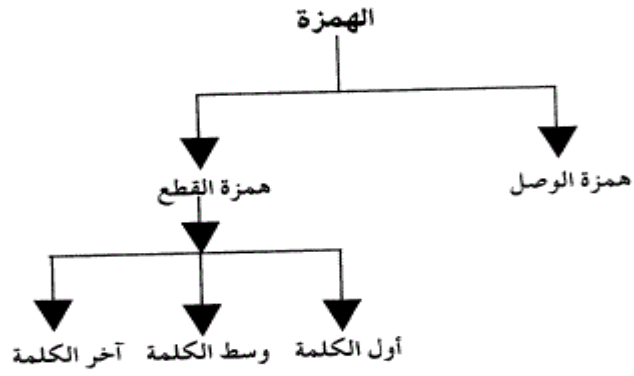 الهمزة
همزة الوصل
همزة القطع
أول الكلمة
وسط الكلمة
آخر الكلمة